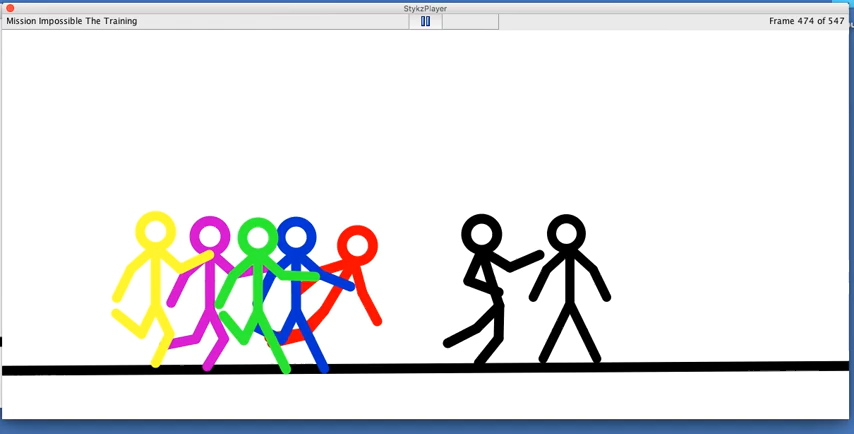 StykzPlayer
Mission Impossible The Training
Frame 474 of 547